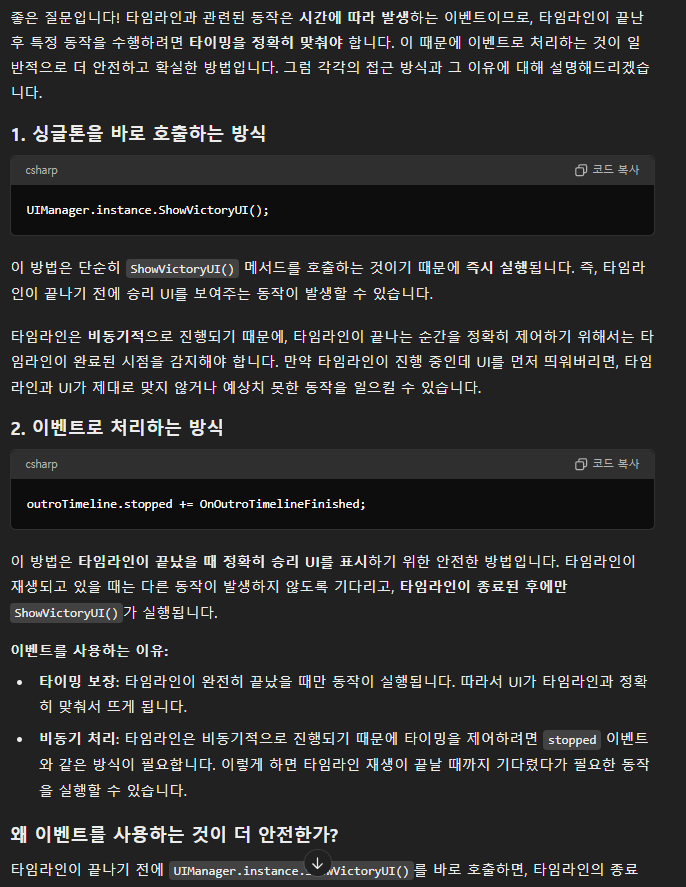 좋은 질문입니다! 타임라인과 관련된 동작은 시간에 따라 발생하는 이벤트이므로, 타임라인이 끝난
후 특정 동작을 수행하려면 타이밍을 정확히 맞춰야 합니다. 이 때문에 이벤트로 처리하는 것이 일
반적으로 더 안전하고 확실한 방법입니다. 그럼 각각의 접근 방식과 그 이유에 대해 설명해드리겠습
니다.
1. 싱글톤을 바로 호출하는 방식
csharp
코드 복사
UIManager.instance.ShowVictoryUI();
이 방법은 단순히 ShowVictoryUI() 메서드를 호출하는 것이기 때문에 즉시 실행됩니다. 즉, 타임라
인이 끝나기 전에 승리 UI를 보여주는 동작이 발생할 수 있습니다.
타임라인은 비동기적으로 진행되기 때문에, 타임라인이 끝나는 순간을 정확히 제어하기 위해서는 타
임라인이 완료된 시점을 감지해야 합니다. 만약 타임라인이 진행 중인데 UI를 먼저 띄워버리면, 타임
라인과 UI가 제대로 맞지 않거나 예상치 못한 동작을 일으킬 수 있습니다.
2. 이벤트로 처리하는 방식
csharp
코드 복사
outroTimeline.stopped += OnOutroTimelineFinished;
이 방법은 타임라인이 끝났을 때 정확히 승리 UI를 표시하기 위한 안전한 방법입니다. 타임라인이
재생되고 있을 때는 다른 동작이 발생하지 않도록 기다리고, 타임라인이 종료된 후에만
ShowVictoryUI()가 실행됩니다.
이벤트를 사용하는 이유:
• 타이밍 보장: 타임라인이 완전히 끝났을 때만 동작이 실행됩니다. 따라서 UI가 타임라인과 정확
히 맞춰서 뜨게 됩니다.
• 비동기 처리: 타임라인은 비동기적으로 진행되기 때문에 타이밍을 제어하려면 stopped 이벤트
와 같은 방식이 필요합니다. 이렇게 하면 타임라인 재생이 끝날 때까지 기다렸다가 필요한 동작
을 실행할 수 있습니다.
왜 이벤트를 사용하는 것이 더 안전한가?
타임라인이 끝나기 전에 UIManager.instance. wVictoryUI()를 바로 호출하면, 타임라인의 종료